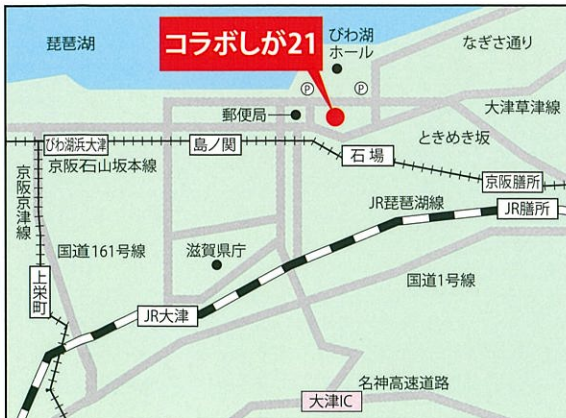 琵琶湖
コラボしが21
びわ湖
ホール
なぎさ通り
Ⓟ
Ⓟ
郵便局
大津草津線
ときめき坂
びわ湖浜大津
島ノ関
石場
京阪膳所
京阪石山坂本線
京阪京津線
JR琵琶湖線
JR膳所
国道161号線
滋賀県庁
国道1号線
上栄町
JR大津
名神高速道路
大津IC